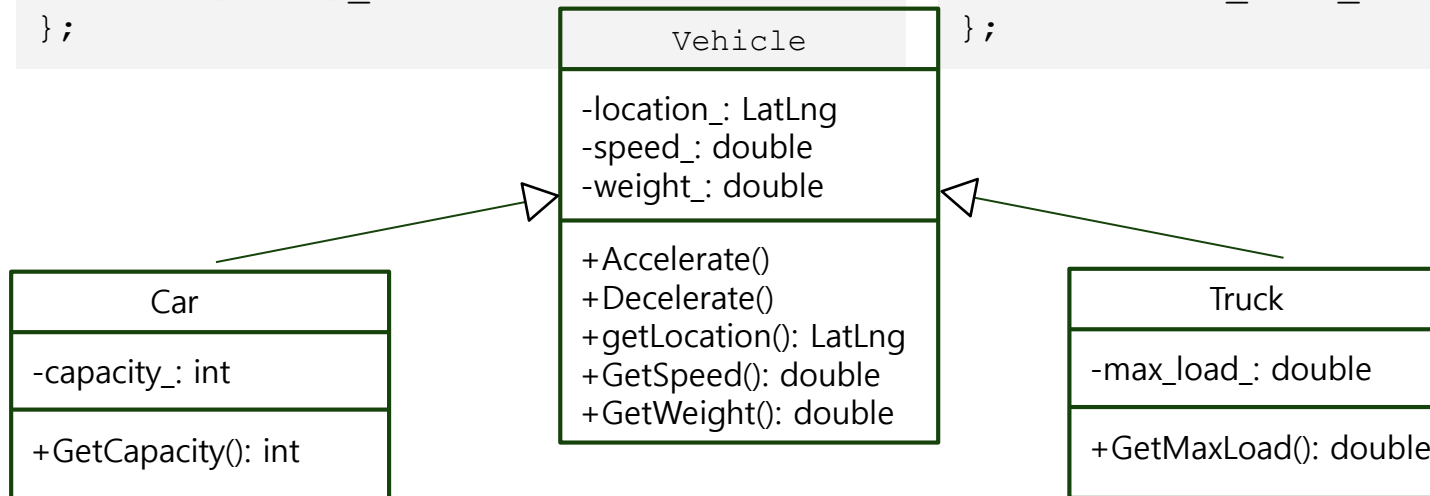 };
};
Vehicle
-location_: LatLng
-speed_: double
-weight_: double
+Accelerate()
+Decelerate()
+getLocation(): LatLng
+GetSpeed(): double
+GetWeight(): double
Car
-capacity_: int
+GetCapacity(): int
Truck
-max_load_: double
+GetMaxLoad(): double